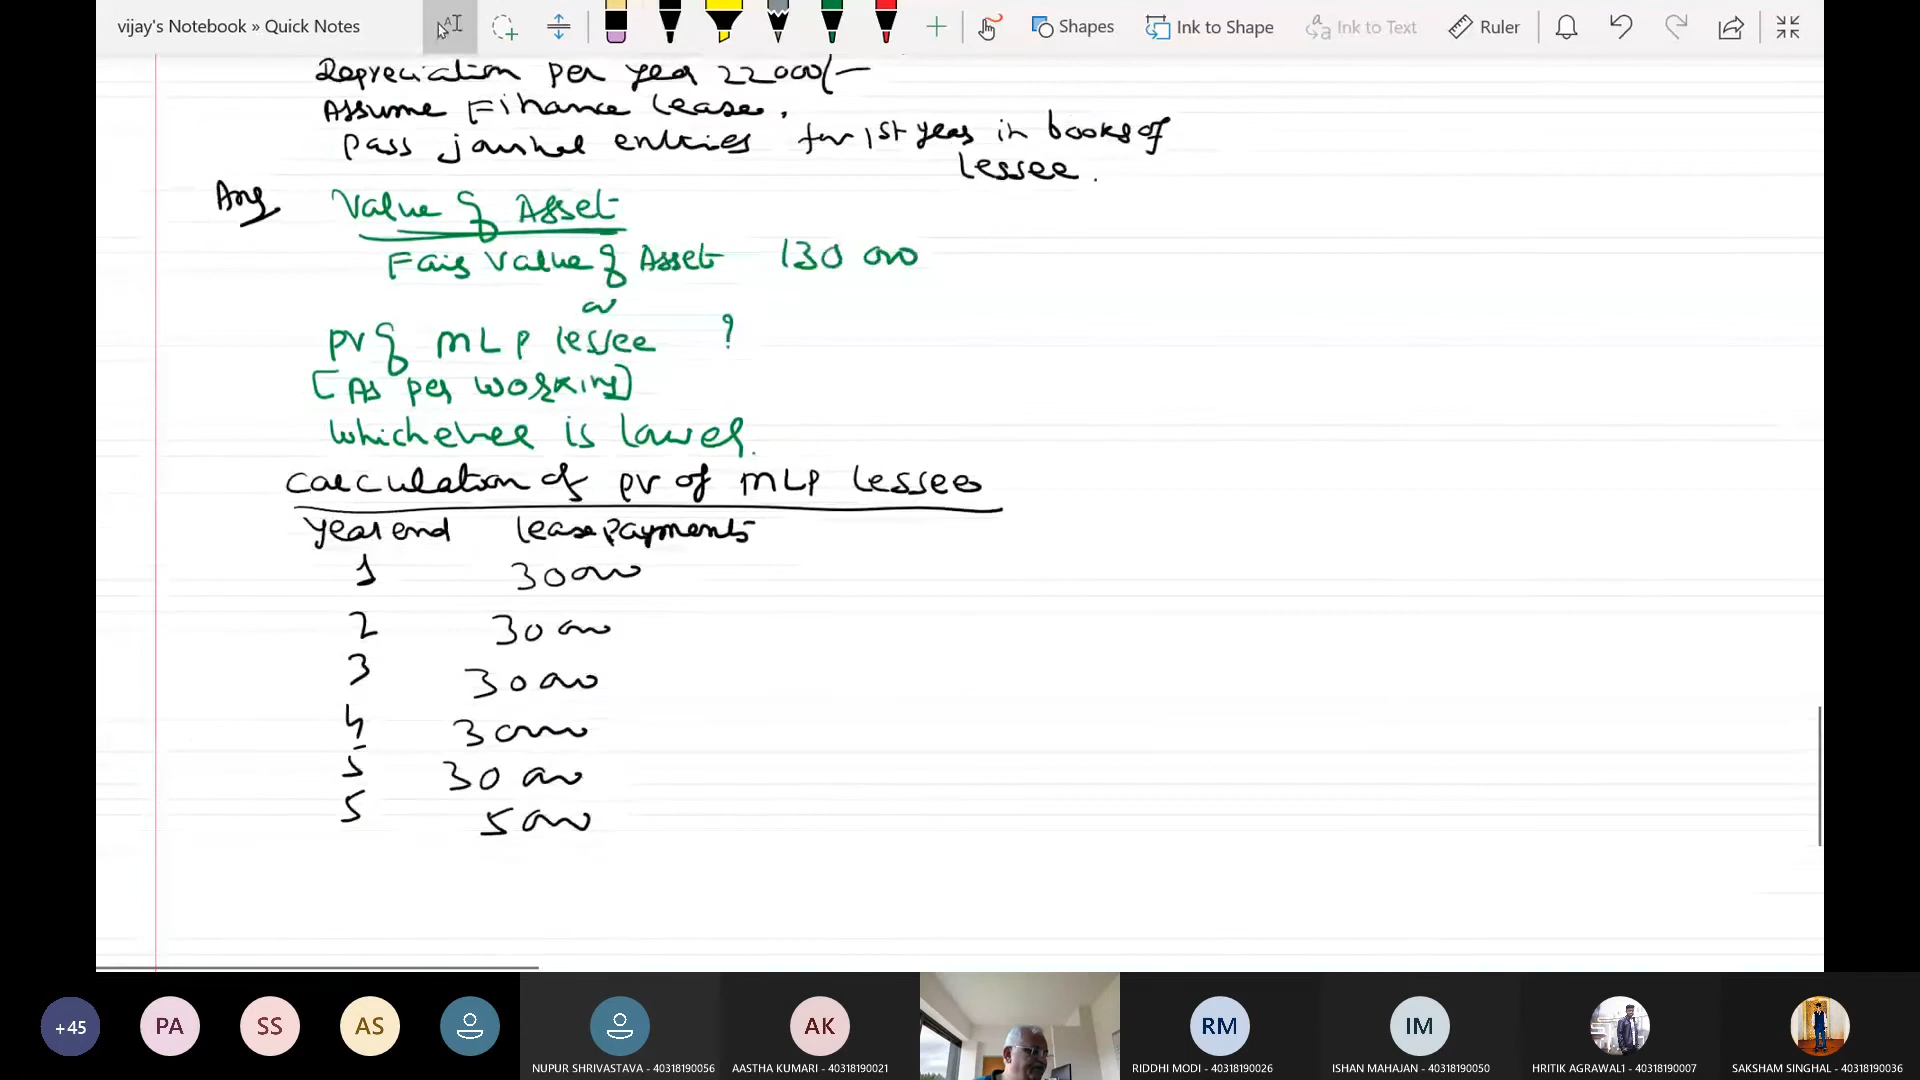 vijay's Notebook » Quick Notes
Shapes
Ink to Shape
Ink to Text
Ruler
Depreciation per year 22000/-
Assume Finance Lease.
Pass journal entries for 1st year in books of
lessee.
Ans
Value of Asset
Fair Value of Asset 130 000
or
PV of MLP lessee ?
[As per working]
Whichever is lower.
Calculation of PV of MLP Lessee
Year end Lease payments
1 30000
2 30000
3 30000
4 30000
5 30000
5 5000
+45
PA
SS
AS
AK
RM
IM
NUPUR SHRIVASTAVA - 40318190056
AASTHA KUMARI - 40318190021
RIDDHI MODI - 40318190026
ISHAN MAHAJAN - 40318190050
HRITIK AGRAWAL1 - 40318190007
SAKSHAM SINGHAL - 40318190036